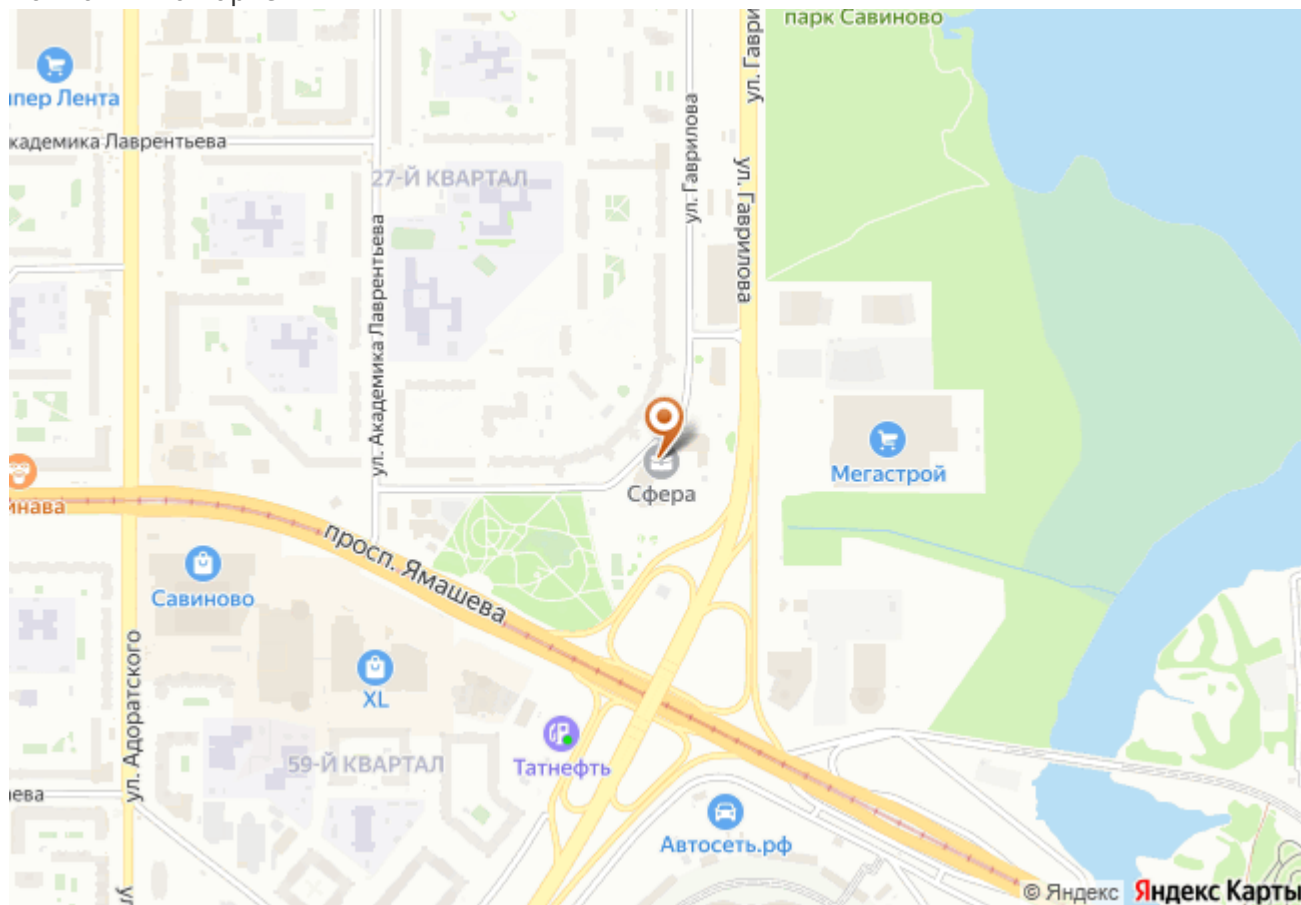 парк Савиново
ул. Гаврилова
пер Лента
кадемика Лаврентьева
27-Й КВАРТАЛ
ул. Гаврилова
ул. Академика Лаврентьева
Мегастрой
Сфера
инава
просп. Ямашева
Савиново
XL
ул. Адоратского
59-Й КВАРТАЛ
Татнефть
Автосеть.рф
© Яндекс Яндекс Карты